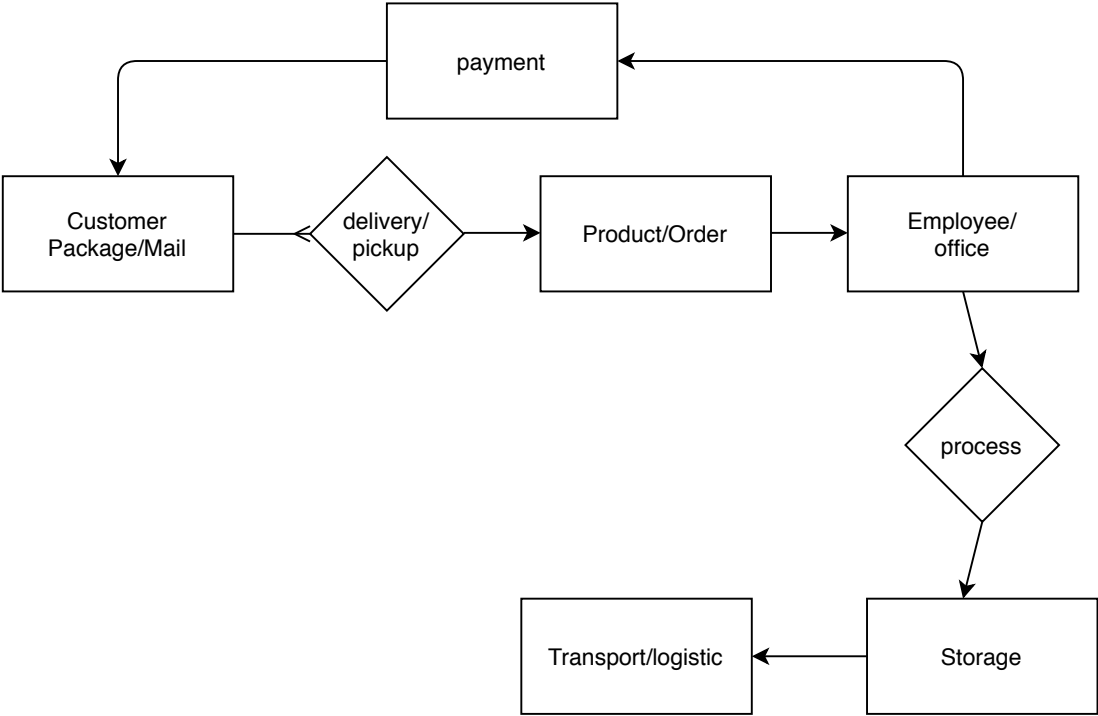 payment
Customer
Package/Mail
delivery/
pickup
Product/Order
Employee/
office
process
Transport/logistic
Storage